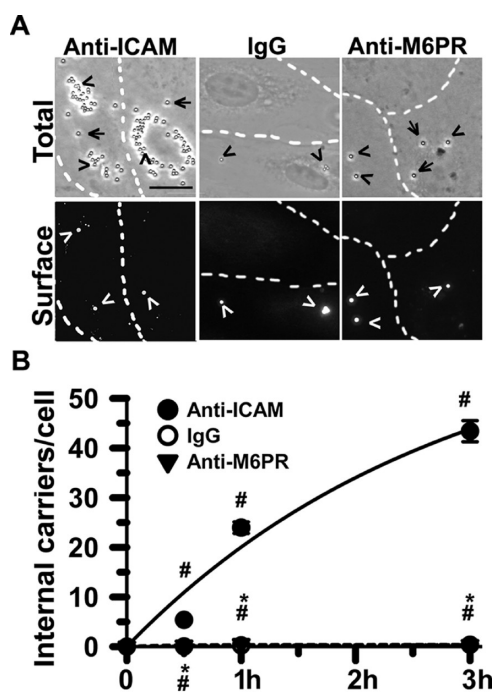 A
Anti-ICAM IgG Anti-M6PR
Total
Surface
B
Internal carriers/cell
50
40
30
20
10
0
Anti-ICAM
IgG
Anti-M6PR
#
#
#
*
#
*
#
*
#
0 1h 2h 3h